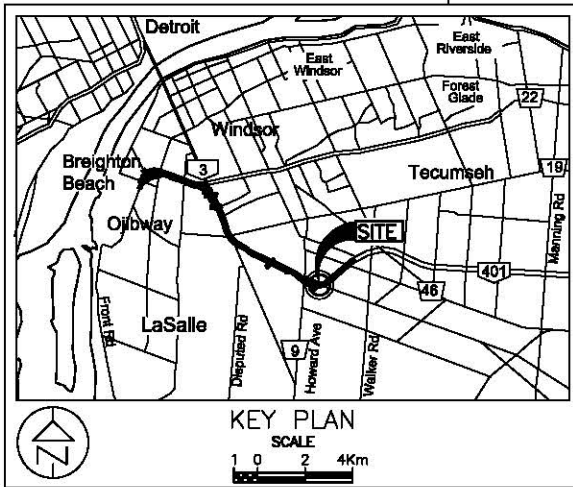 Detroit
East
Riverside
East
Windsor
Forest
Glade
22
Windsor
Breighton
Beach
3
Tecumseh
19
Manning Rd
Ojibway
SITE
401
46
Front Rd
LaSalle
Disputed Rd
9
Howard Ave
Walker Rd
N
KEY PLAN
SCALE
1 0 2 4Km